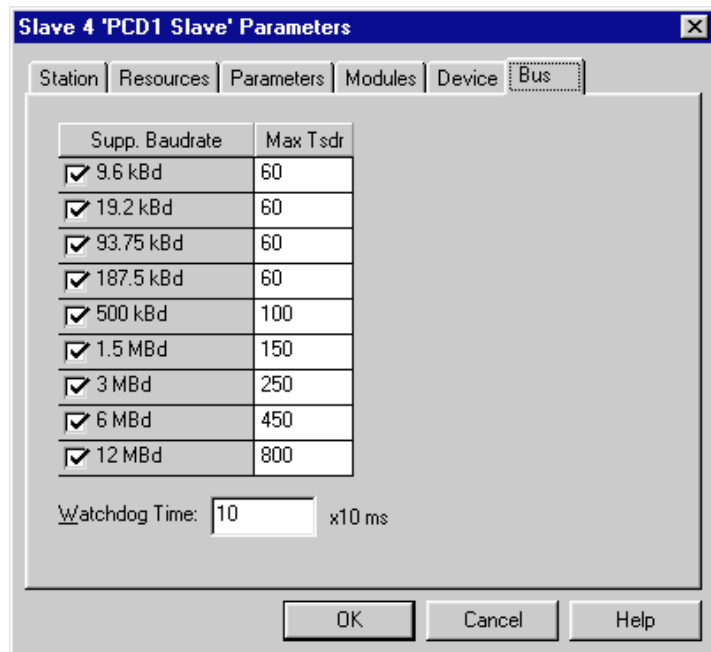 Slave 4 'PCD1 Slave' Parameters
Station Resources Parameters Modules Device Bus
Supp. Baudrate Max Tsdr
9.6 kBd 60
19.2 kBd 60
93.75 kBd 60
187.5 kBd 60
500 kBd 100
1.5 MBd 150
3 MBd 250
6 MBd 450
12 MBd 800
Watchdog Time: 10 x10 ms
OK Cancel Help